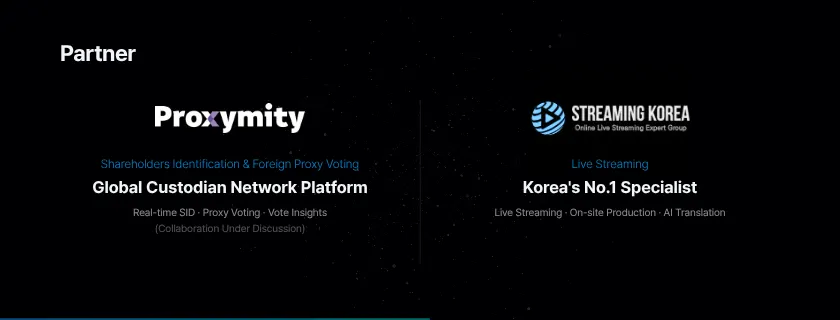 Partner
Proxymity
Shareholders Identification & Foreign Proxy Voting
Global Custodian Network Platform
Real-time SID · Proxy Voting · Vote Insights
(Collaboration Under Discussion)
STREAMING KOREA
Online Live Streaming Expert Group
Live Streaming
Korea's No.1 Specialist
Live Streaming · On-site Production · AI Translation